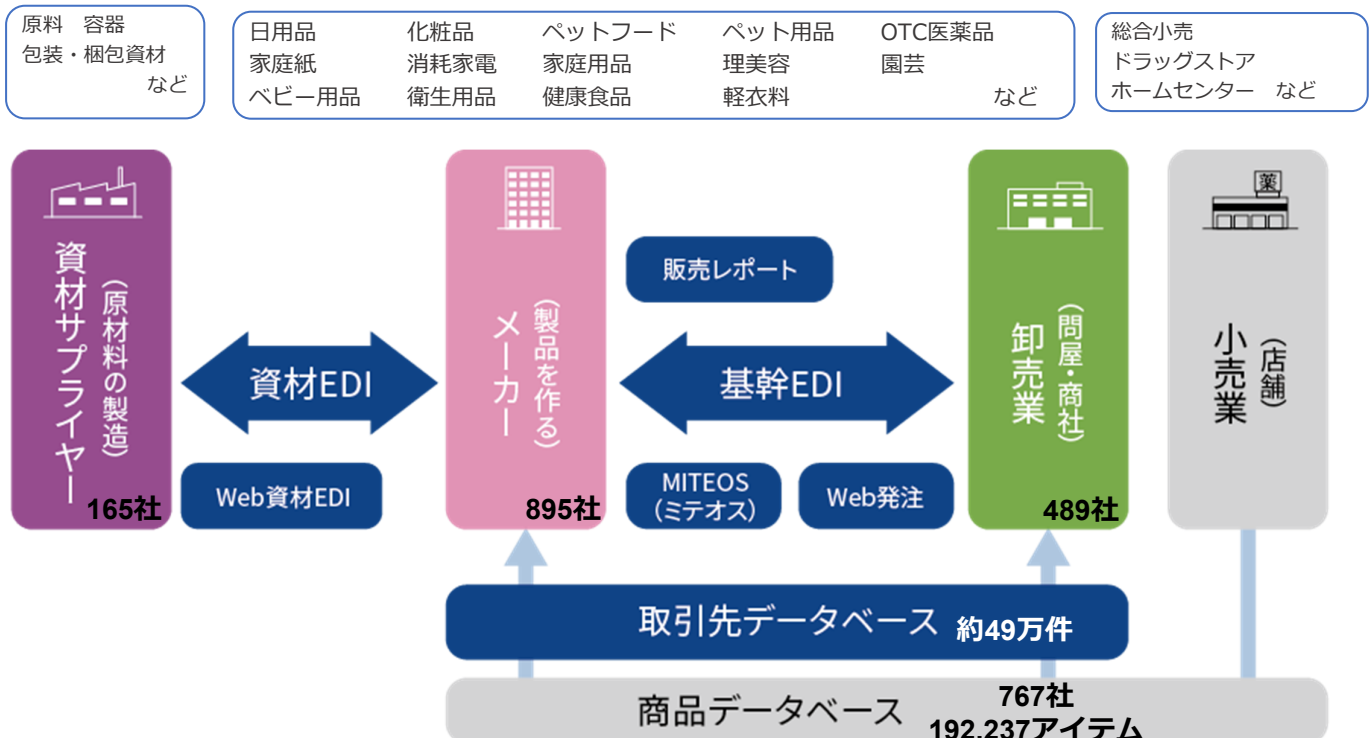 原料　容器
包装・梱包資材
など
日用品　化粧品　ペットフード　ペット用品　OTC医薬品
家庭紙　消耗家電　家庭用品　理美容　園芸
ベビー用品　衛生用品　健康食品　軽衣料　など
総合小売
ドラッグストア
ホームセンター　など
資材サプライヤー
（原材料の製造）
165社
資材EDI
Web資材EDI
メーカー
（製品を作る）
895社
販売レポート
基幹EDI
MITEOS
（ミテオス）
Web発注
卸売業
（問屋・商社）
489社
薬
小売業
（店舗）
取引先データベース 約49万件
商品データベース
767社
192,237アイテム